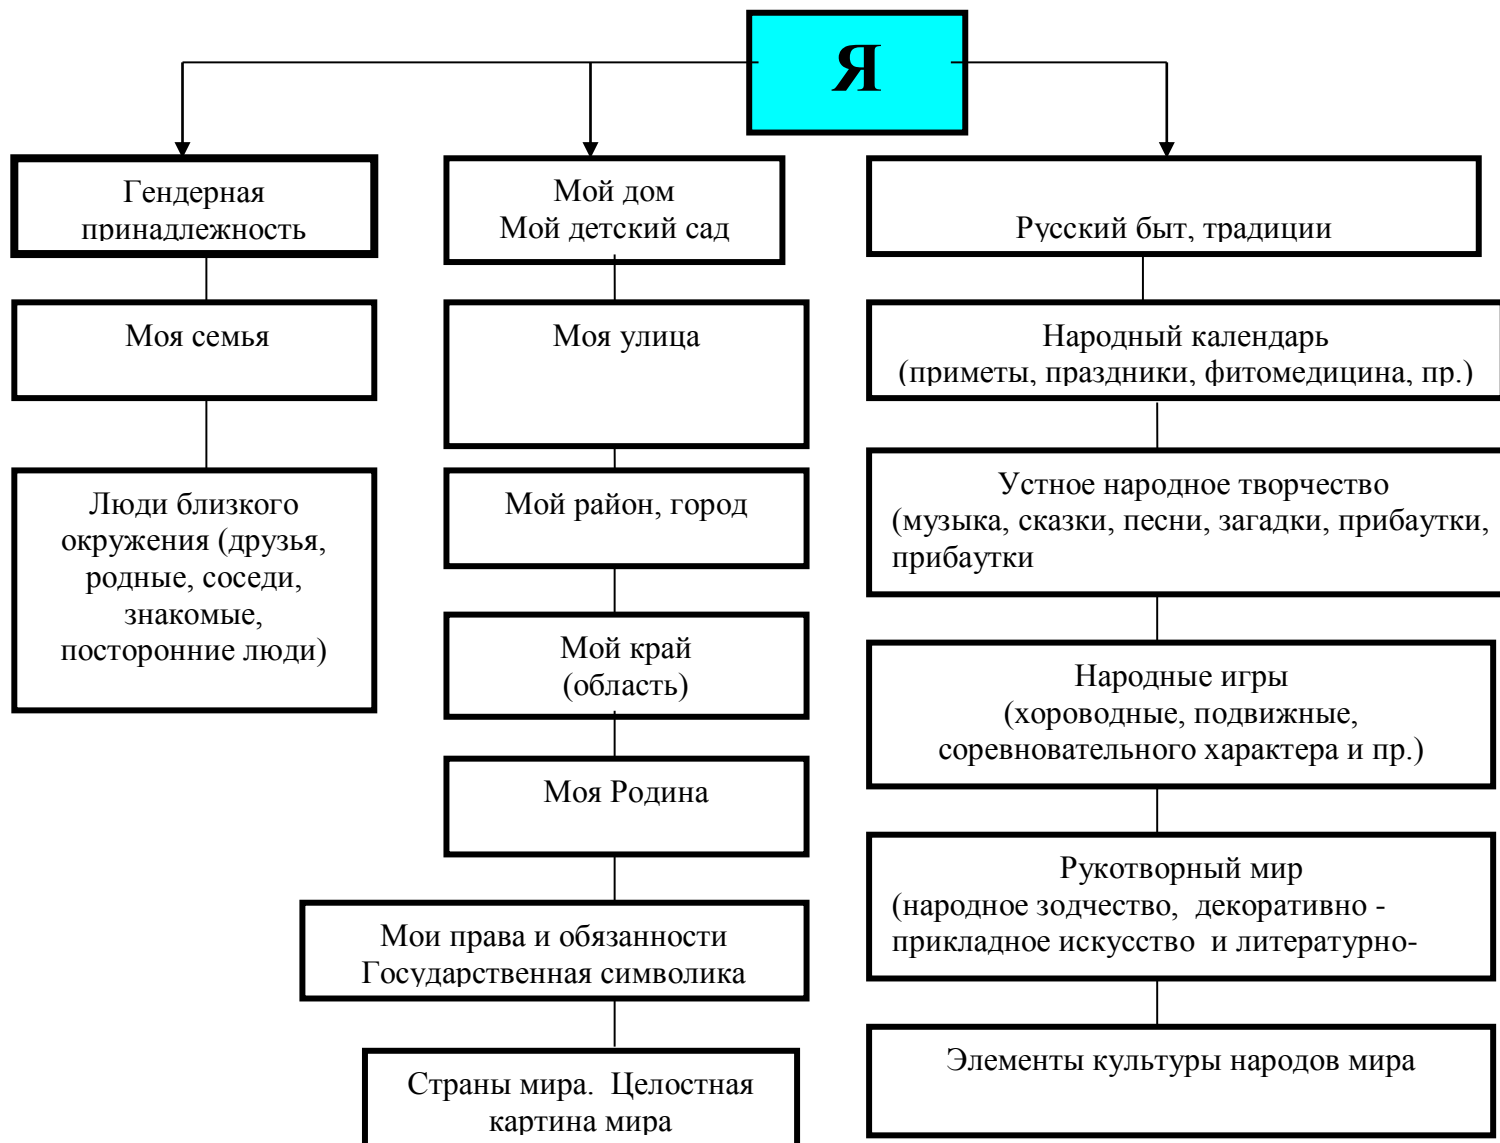 Я
Гендерная
принадлежность
Моя семья
Люди близкого
окружения (друзья,
родные, соседи,
знакомые,
посторонние люди)
Мой дом
Мой детский сад
Моя улица
Мой район, город
Мой край
(область)
Моя Родина
Мои права и обязанности
Государственная символика
Страны мира. Целостная
картина мира
Русский быт, традиции
Народный календарь
(приметы, праздники, фитомедицина, пр.)
Устное народное творчество
(музыка, сказки, песни, загадки, прибаутки,
прибаутки
Народные игры
(хороводные, подвижные,
соревновательного характера и пр.)
Рукотворный мир
(народное зодчество, декоративно -
прикладное искусство и литературно-
Элементы культуры народов мира